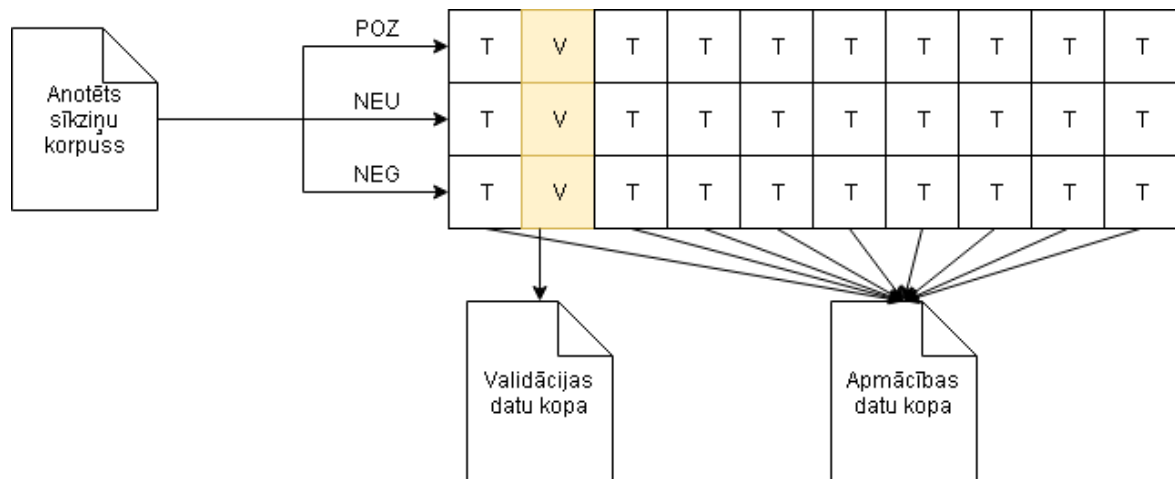 Anotēts
sīkziņu
korpuss
POZ
T V T T T T T T T T
NEU
T V T T T T T T T T
NEG
T V T T T T T T T T
Validācijas
datu kopa
Apmācības
datu kopa